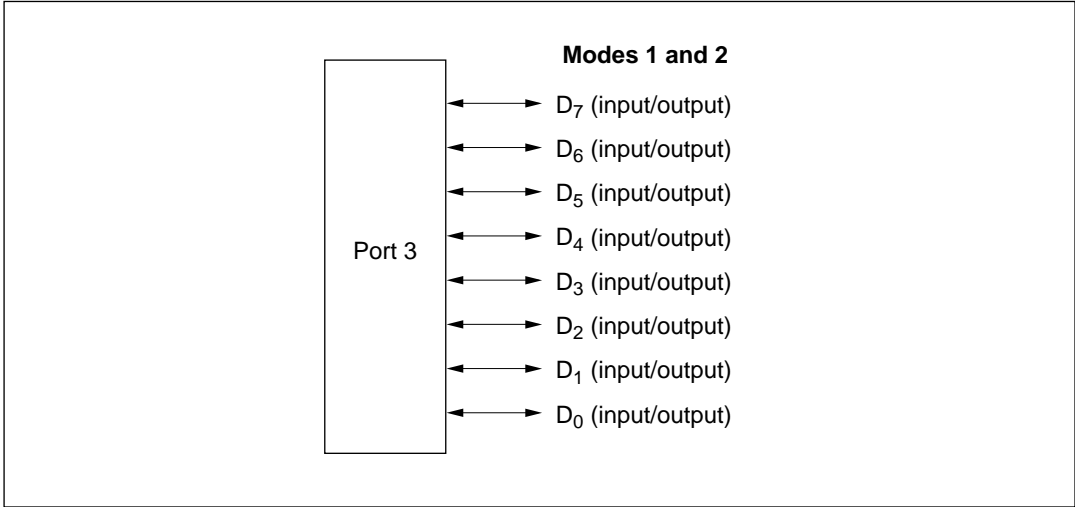 Modes 1 and 2
D7 (input/output)
D6 (input/output)
D5 (input/output)
D4 (input/output)
Port 3
D3 (input/output)
D2 (input/output)
D1 (input/output)
D0 (input/output)